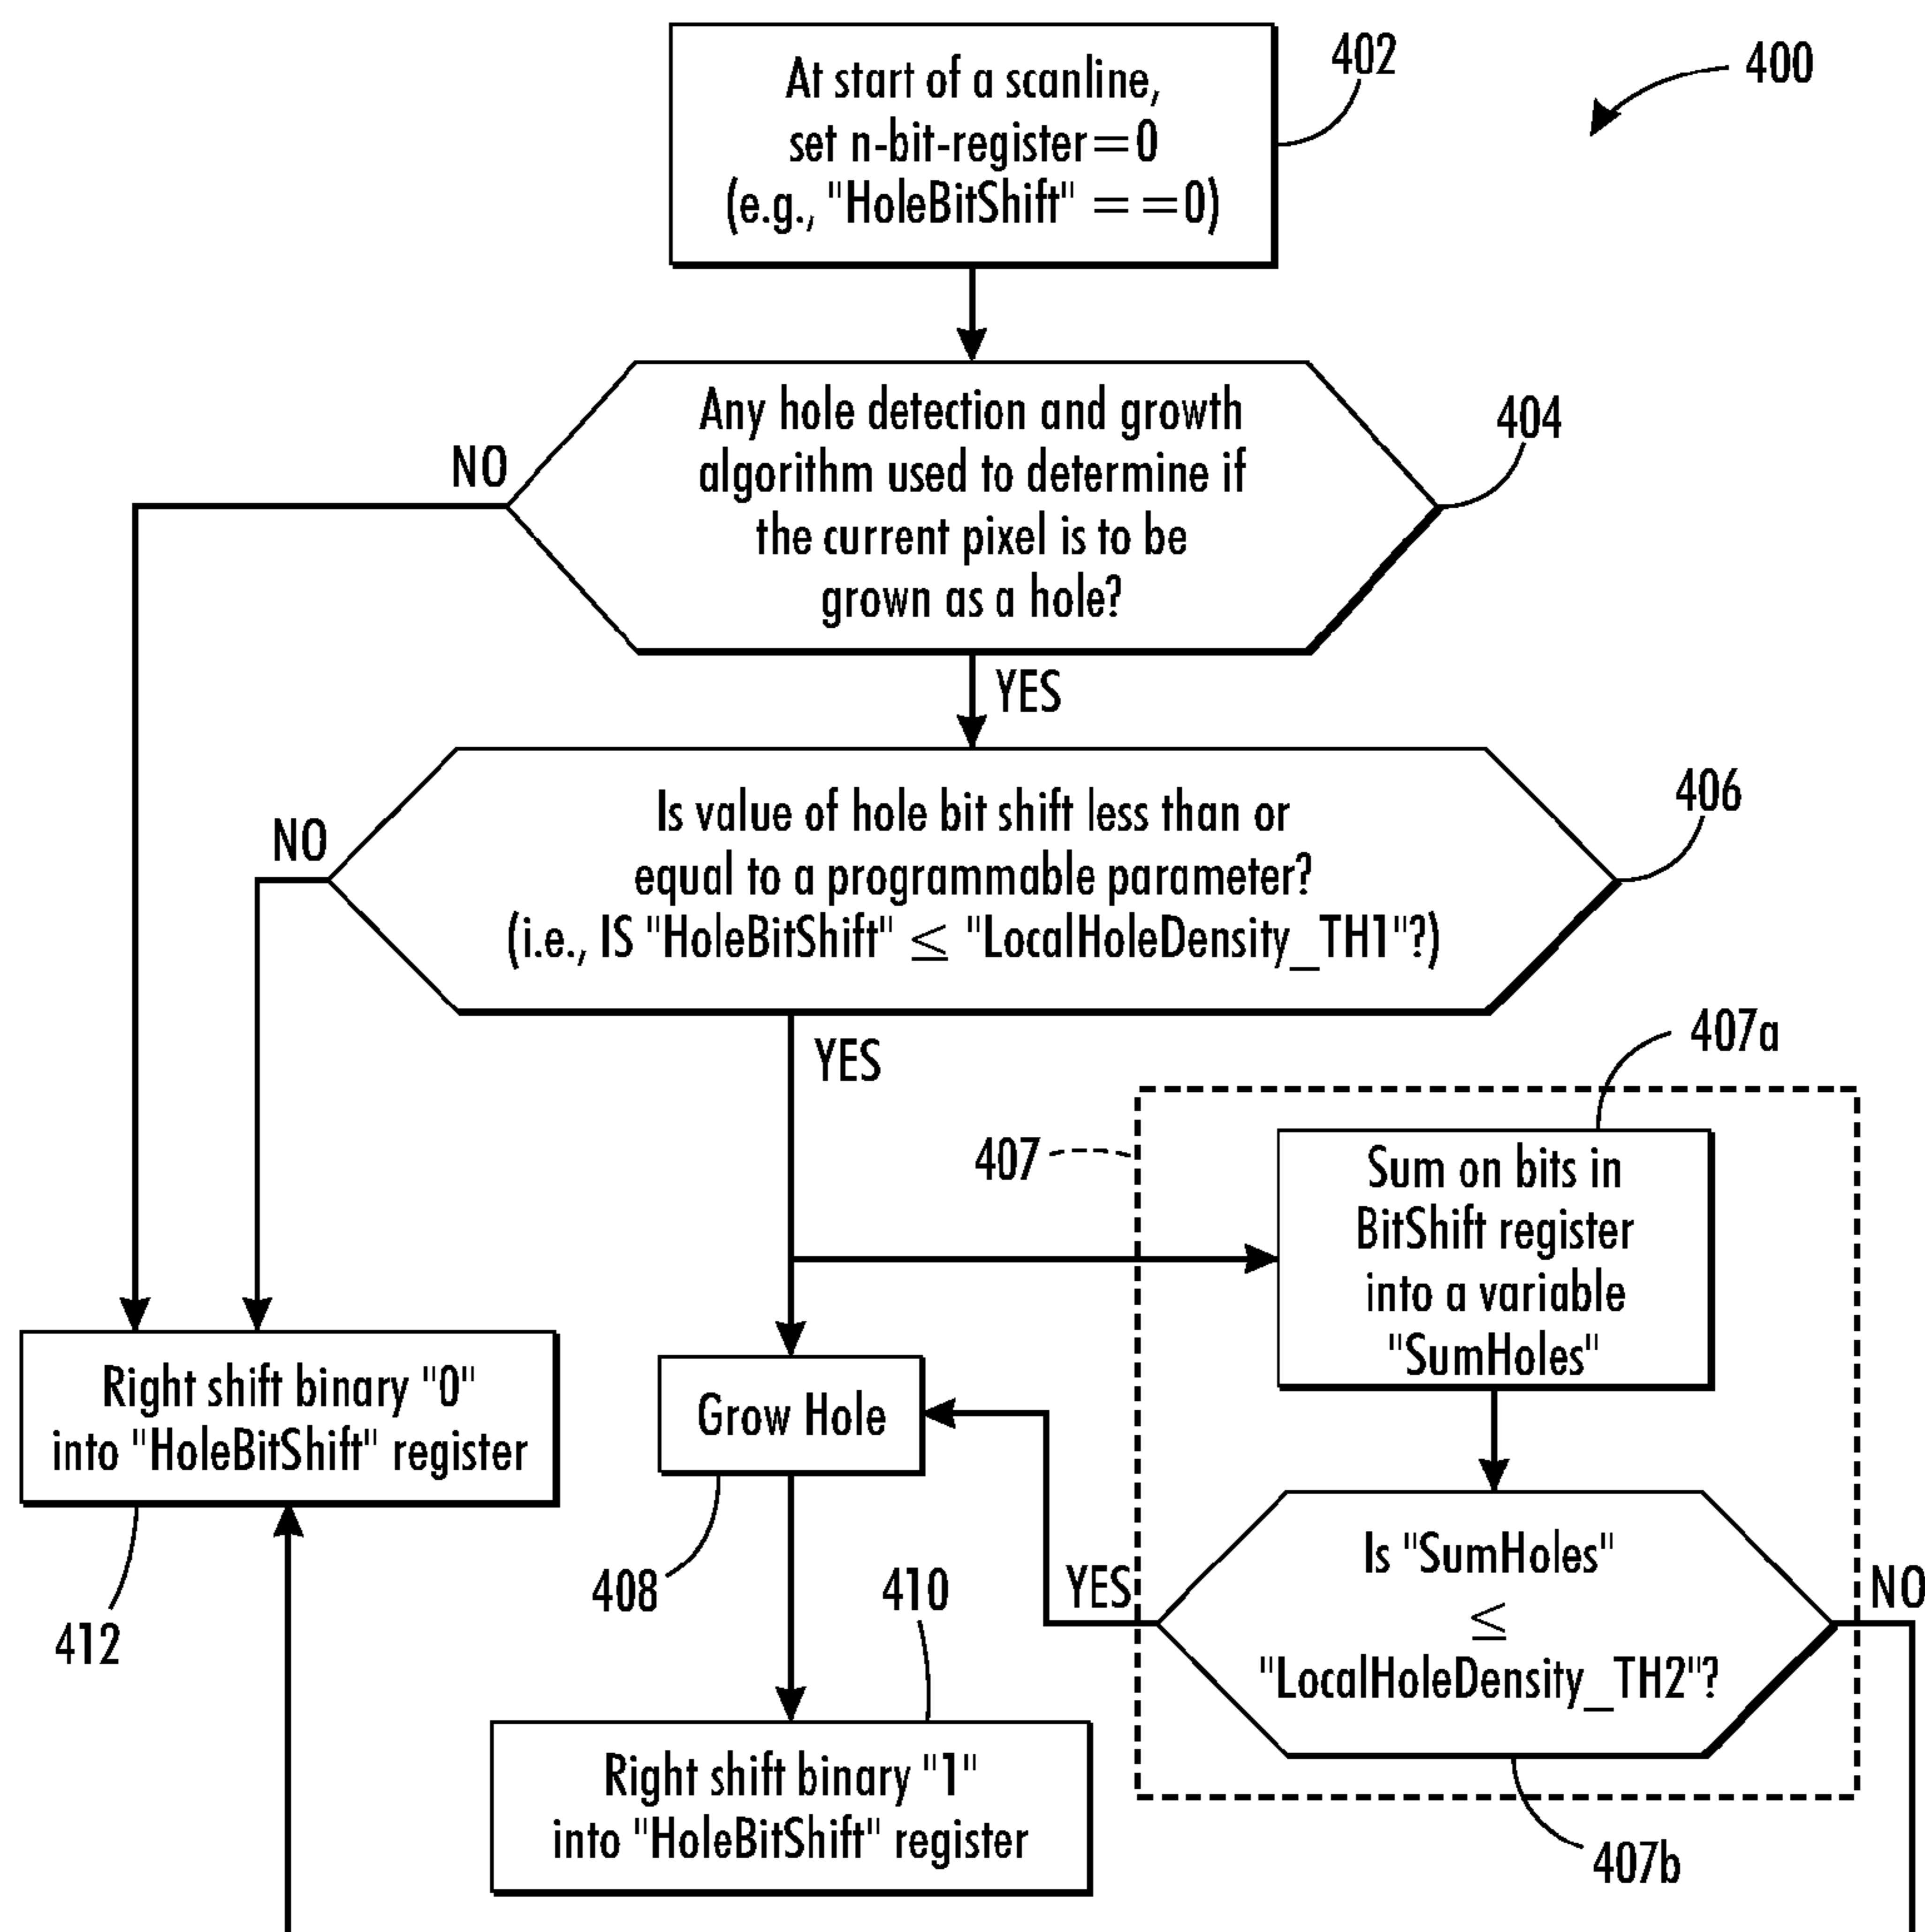 At start of a scanline,
set n-bit-register=0
(e.g., "HoleBitShift" ==0)
402
400
Any hole detection and growth
algorithm used to determine if
the current pixel is to be
grown as a hole?
404
NO
YES
Is value of hole bit shift less than or
equal to a programmable parameter?
(i.e., IS "HoleBitShift" ≤ "LocalHoleDensity_TH1"?)
406
NO
YES
407a
407
Sum on bits in
BitShift register
into a variable
"SumHoles"
Right shift binary "0"
into "HoleBitShift" register
412
Grow Hole
408
410
YES
Is "SumHoles"
≤
"LocalHoleDensity_TH2"?
NO
Right shift binary "1"
into "HoleBitShift" register
407b